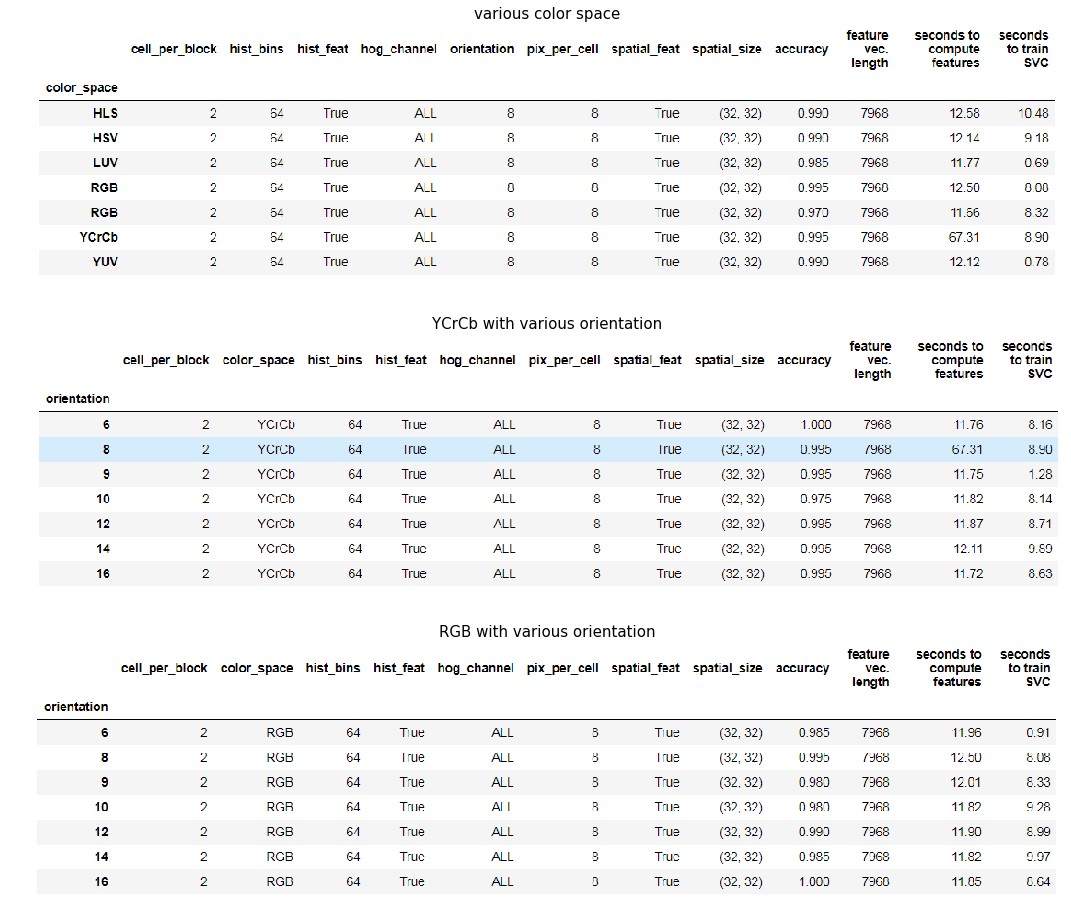 various color space
cell_per_block hist_bins hist_feat hog_channel orientation pix_per_cell spatial_feat spatial_size accuracy feature vec. length seconds to compute features seconds to train SVC
color_space
HLS 2 64 True ALL 8 8 True (32, 32) 0.990 7968 12.58 10.48
HSV 2 64 True ALL 8 8 True (32, 32) 0.990 7968 12.14 9.18
LUV 2 64 True ALL 8 8 True (32, 32) 0.985 7968 11.77 0.69
RGB 2 64 True ALL 8 8 True (32, 32) 0.995 7968 12.50 8.08
RGB 2 64 True ALL 8 8 True (32, 32) 0.970 7968 11.66 8.32
YCrCb 2 64 True ALL 8 8 True (32, 32) 0.995 7968 67.31 8.90
YUV 2 64 True ALL 8 8 True (32, 32) 0.990 7968 12.12 0.78
YCrCb with various orientation
cell_per_block color_space hist_bins hist_feat hog_channel pix_per_cell spatial_feat spatial_size accuracy feature vec. length seconds to compute features seconds to train SVC
orientation
6 2 YCrCb 64 True ALL 8 True (32, 32) 1.000 7968 11.76 8.16
8 2 YCrCb 64 True ALL 8 True (32, 32) 0.995 7968 67.31 8.90
9 2 YCrCb 64 True ALL 8 True (32, 32) 0.995 7968 11.75 1.28
10 2 YCrCb 64 True ALL 8 True (32, 32) 0.975 7968 11.82 8.14
12 2 YCrCb 64 True ALL 8 True (32, 32) 0.995 7968 11.87 8.71
14 2 YCrCb 64 True ALL 8 True (32, 32) 0.995 7968 12.11 9.89
16 2 YCrCb 64 True ALL 8 True (32, 32) 0.995 7968 11.72 8.63
RGB with various orientation
cell_per_block color_space hist_bins hist_feat hog_channel pix_per_cell spatial_feat spatial_size accuracy feature vec. length seconds to compute features seconds to train SVC
orientation
6 2 RGB 64 True ALL 8 True (32, 32) 0.985 7968 11.96 0.91
8 2 RGB 64 True ALL 8 True (32, 32) 0.995 7968 12.50 8.08
9 2 RGB 64 True ALL 8 True (32, 32) 0.980 7968 12.01 8.33
10 2 RGB 64 True ALL 8 True (32, 32) 0.980 7968 11.82 9.28
12 2 RGB 64 True ALL 8 True (32, 32) 0.990 7968 11.90 8.99
14 2 RGB 64 True ALL 8 True (32, 32) 0.985 7968 11.82 9.97
16 2 RGB 64 True ALL 8 True (32, 32) 1.000 7968 11.85 8.64